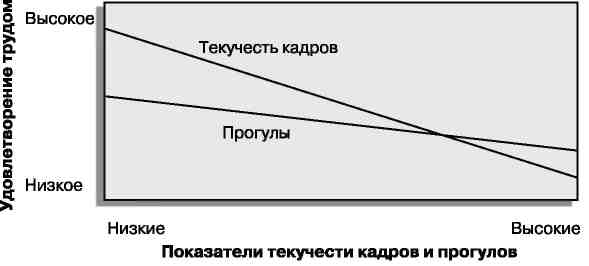 Удовлетворение трудом
Высокое
Текучесть кадров
Прогулы
Низкое
Низкие
Высокие
Показатели текучести кадров и прогулов